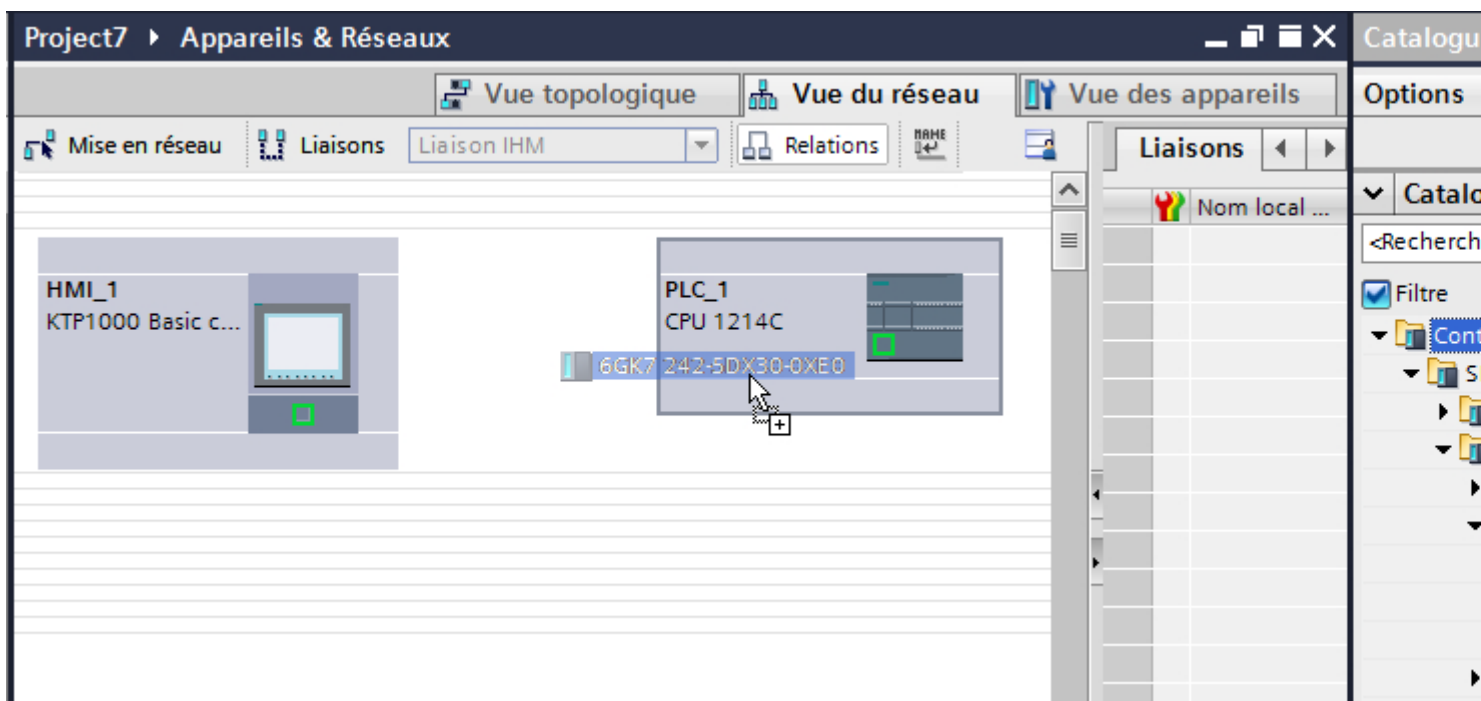 Project7 ▸ Appareils & Réseaux
Catalogu
Vue topologique
Vue du réseau
Vue des appareils
Options
Mise en réseau
Liaisons
Liaison IHM
Relations
NAME
Liaisons
Catalo
Nom local ...
<Recherch
HMI_1
KTP1000 Basic c...
PLC_1
CPU 1214C
Filtre
Cont
S
6GK7 242-5DX30-0XE0